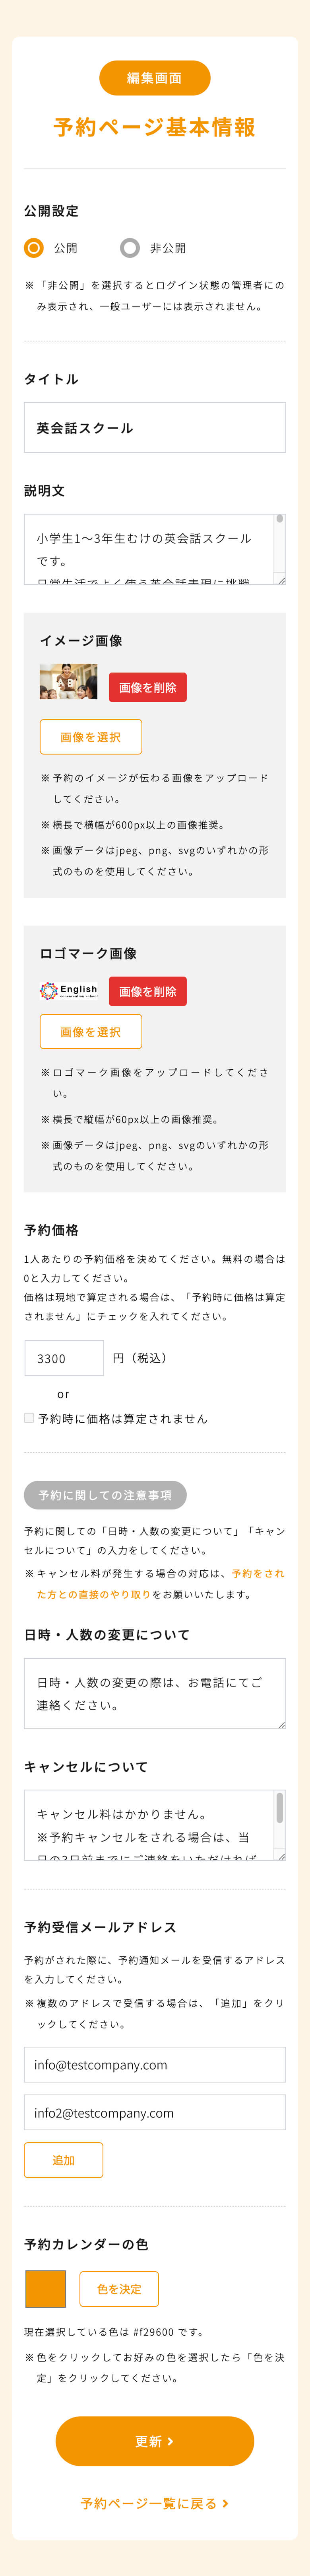 編集画面
予約ページ基本情報
公開設定
公開 非公開
※「非公開」を選択するとログイン状態の管理者にの
み表示され、一般ユーザーには表示されません。
タイトル
英会話スクール
説明文
小学生1〜3年生むけの英会話スクール
です。
日常生活でよく使う英会話表現に挑戦
イメージ画像
画像を削除
画像を選択
※予約のイメージが伝わる画像をアップロード
してください。
※横長で横幅が600px以上の画像推奨。
※画像データはjpeg、png、svgのいずれかの形
式のものを使用してください。
ロゴマーク画像
English
conversation school
画像を削除
画像を選択
※ロゴマーク画像をアップロードしてくださ
い。
※横長で縦幅が60px以上の画像推奨。
※画像データはjpeg、png、svgのいずれかの形
式のものを使用してください。
予約価格
1人あたりの予約価格を決めてください。無料の場合は
0と入力してください。
価格は現地で算定される場合は、「予約時に価格は算定
されません」にチェックを入れてください。
3300 円（税込）
or
予約時に価格は算定されません
予約に関しての注意事項
予約に関しての「日時・人数の変更について」「キャン
セルについて」の入力をしてください。
※キャンセル料が発生する場合の対応は、予約をされ
た方との直接のやり取りをお願いいたします。
日時・人数の変更について
日時・人数の変更の際は、お電話にてご
連絡ください。
キャンセルについて
キャンセル料はかかりません。
※予約キャンセルをされる場合は、当
日の3日前までにご連絡をいただければ
予約受信メールアドレス
予約がされた際に、予約通知メールを受信するアドレス
を入力してください。
※複数のアドレスで受信する場合は、「追加」をクリ
ックしてください。
info@testcompany.com
info2@testcompany.com
追加
予約カレンダーの色
色を決定
現在選択している色は #f29600 です。
※色をクリックしてお好みの色を選択したら「色を決
定」をクリックしてください。
更新
予約ページ一覧に戻る